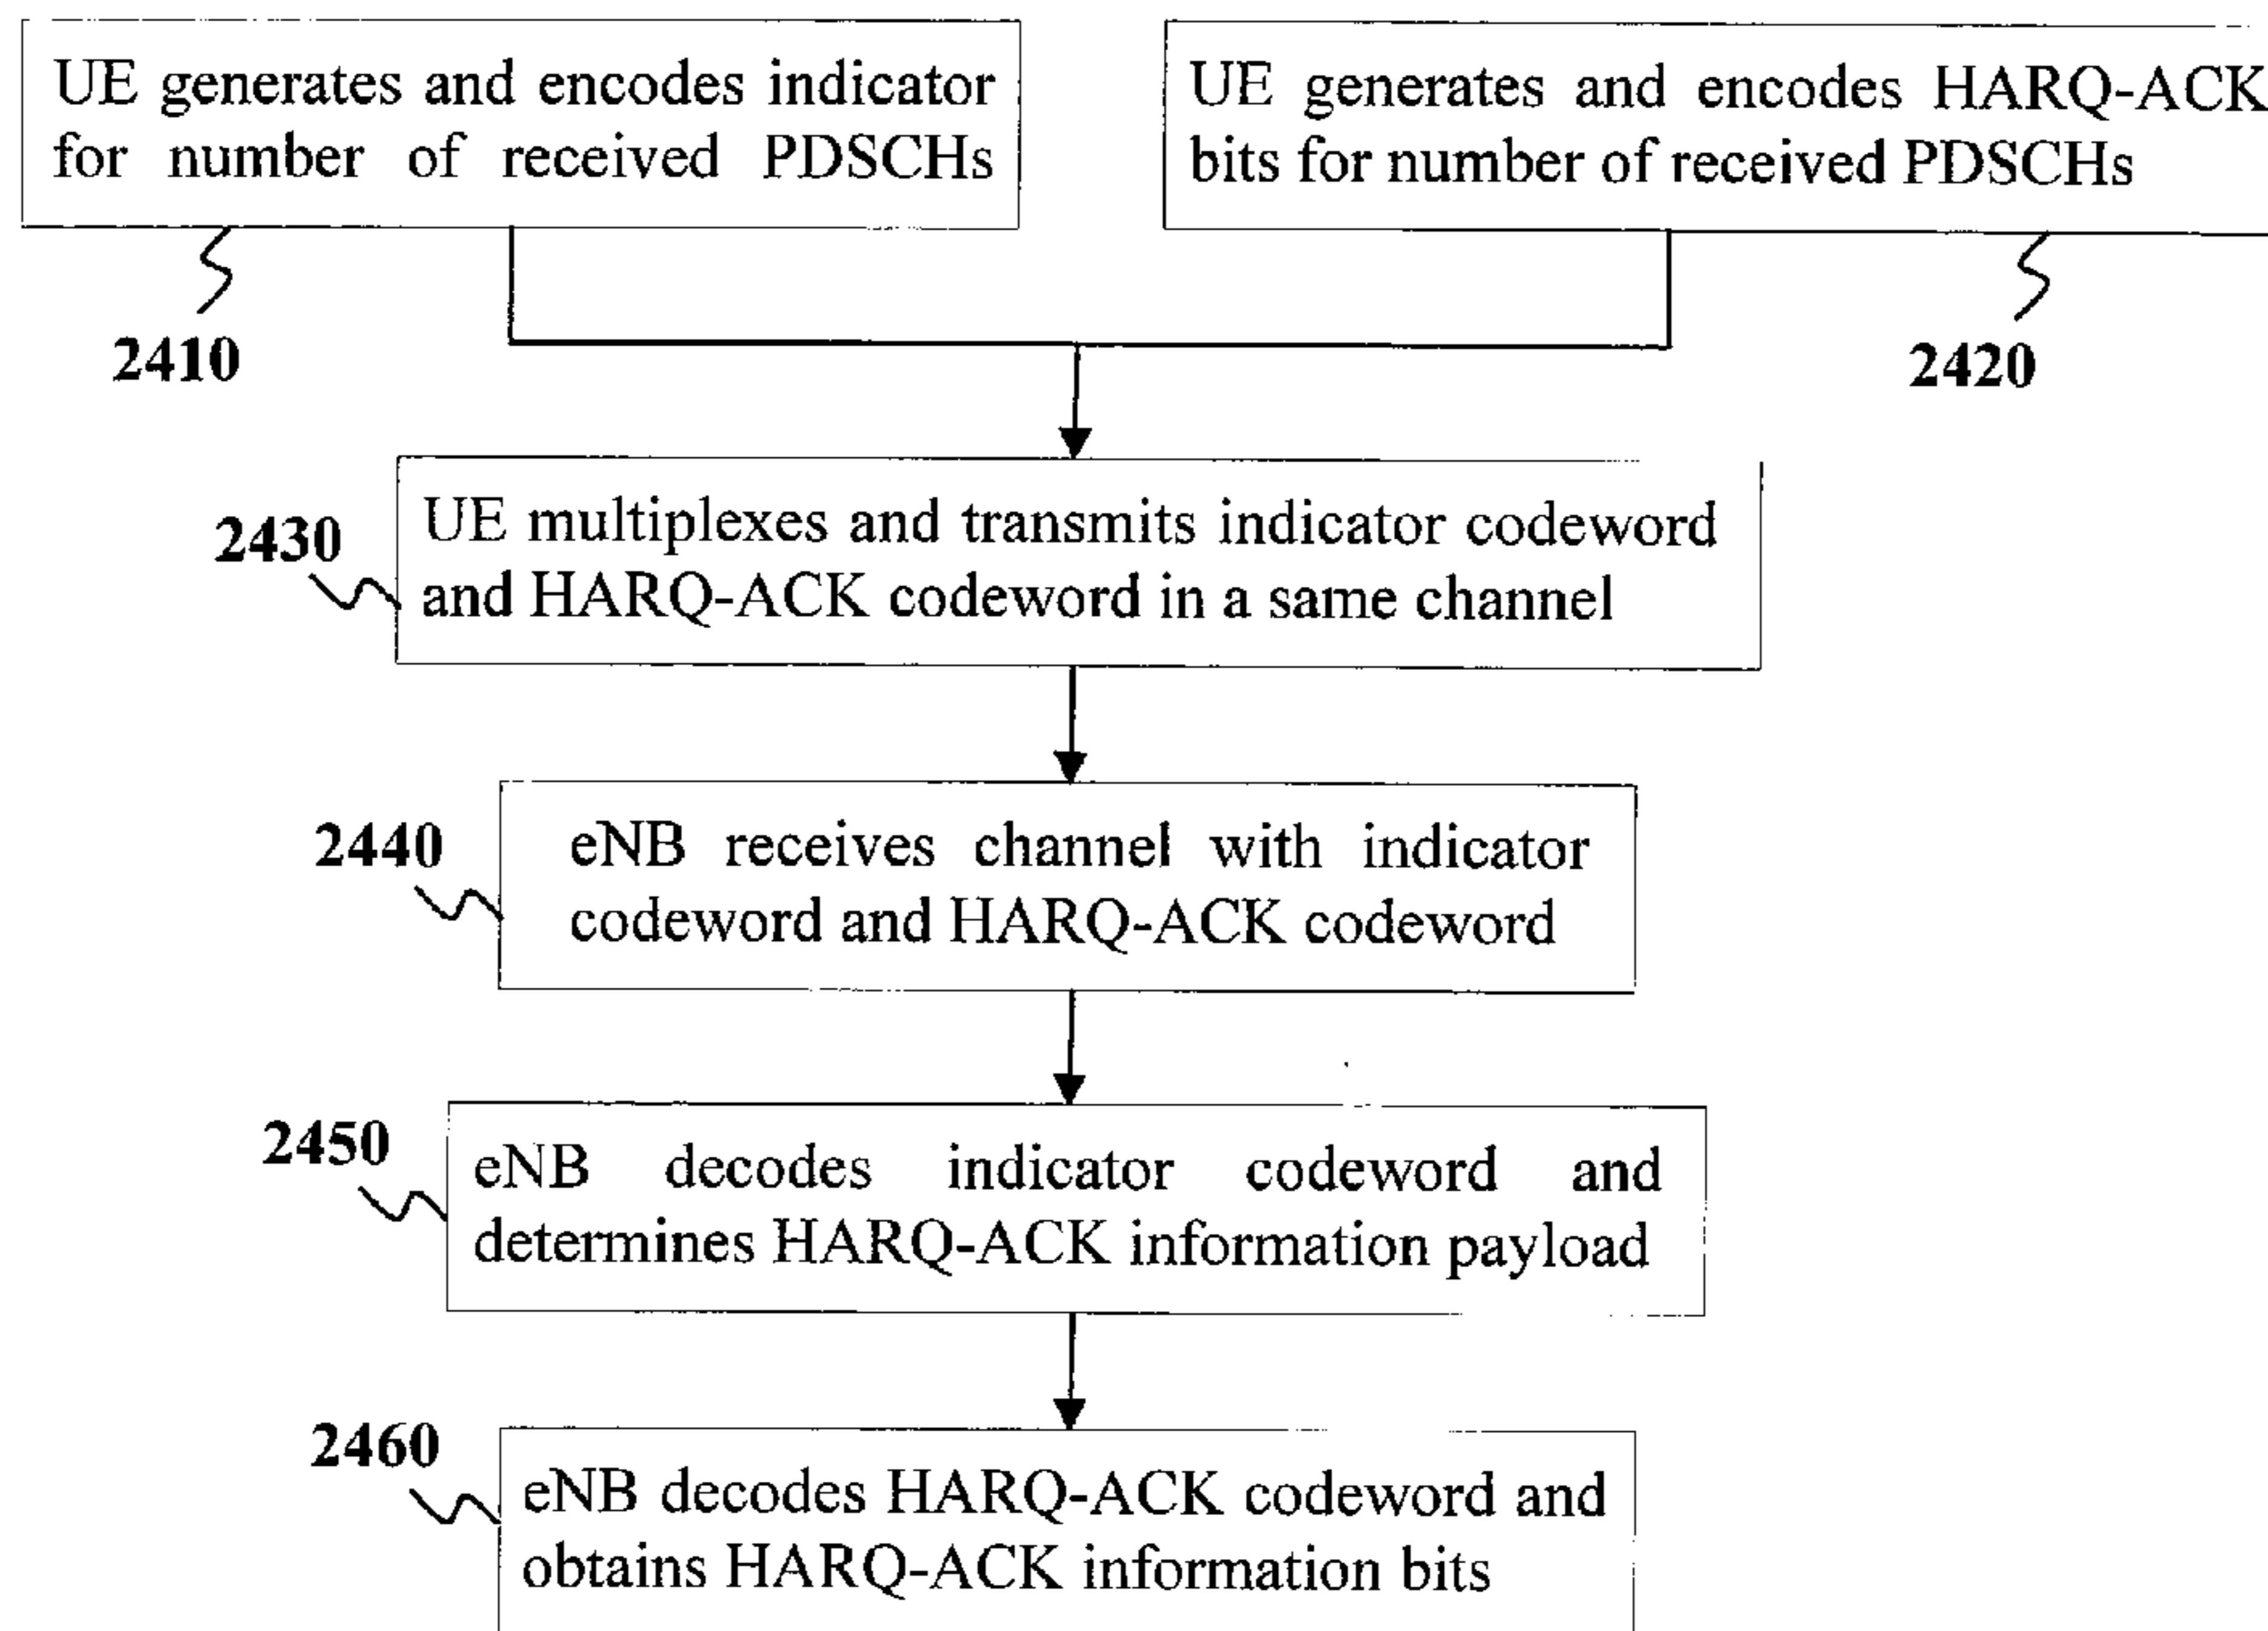 UE generates and encodes indicator
for number of received PDSCHs
UE generates and encodes HARQ-ACK
bits for number of received PDSCHs
2410
2420
2430
UE multiplexes and transmits indicator codeword
and HARQ-ACK codeword in a same channel
2440
eNB receives channel with indicator
codeword and HARQ-ACK codeword
2450
eNB decodes indicator codeword and
determines HARQ-ACK information payload
2460
eNB decodes HARQ-ACK codeword and
obtains HARQ-ACK information bits